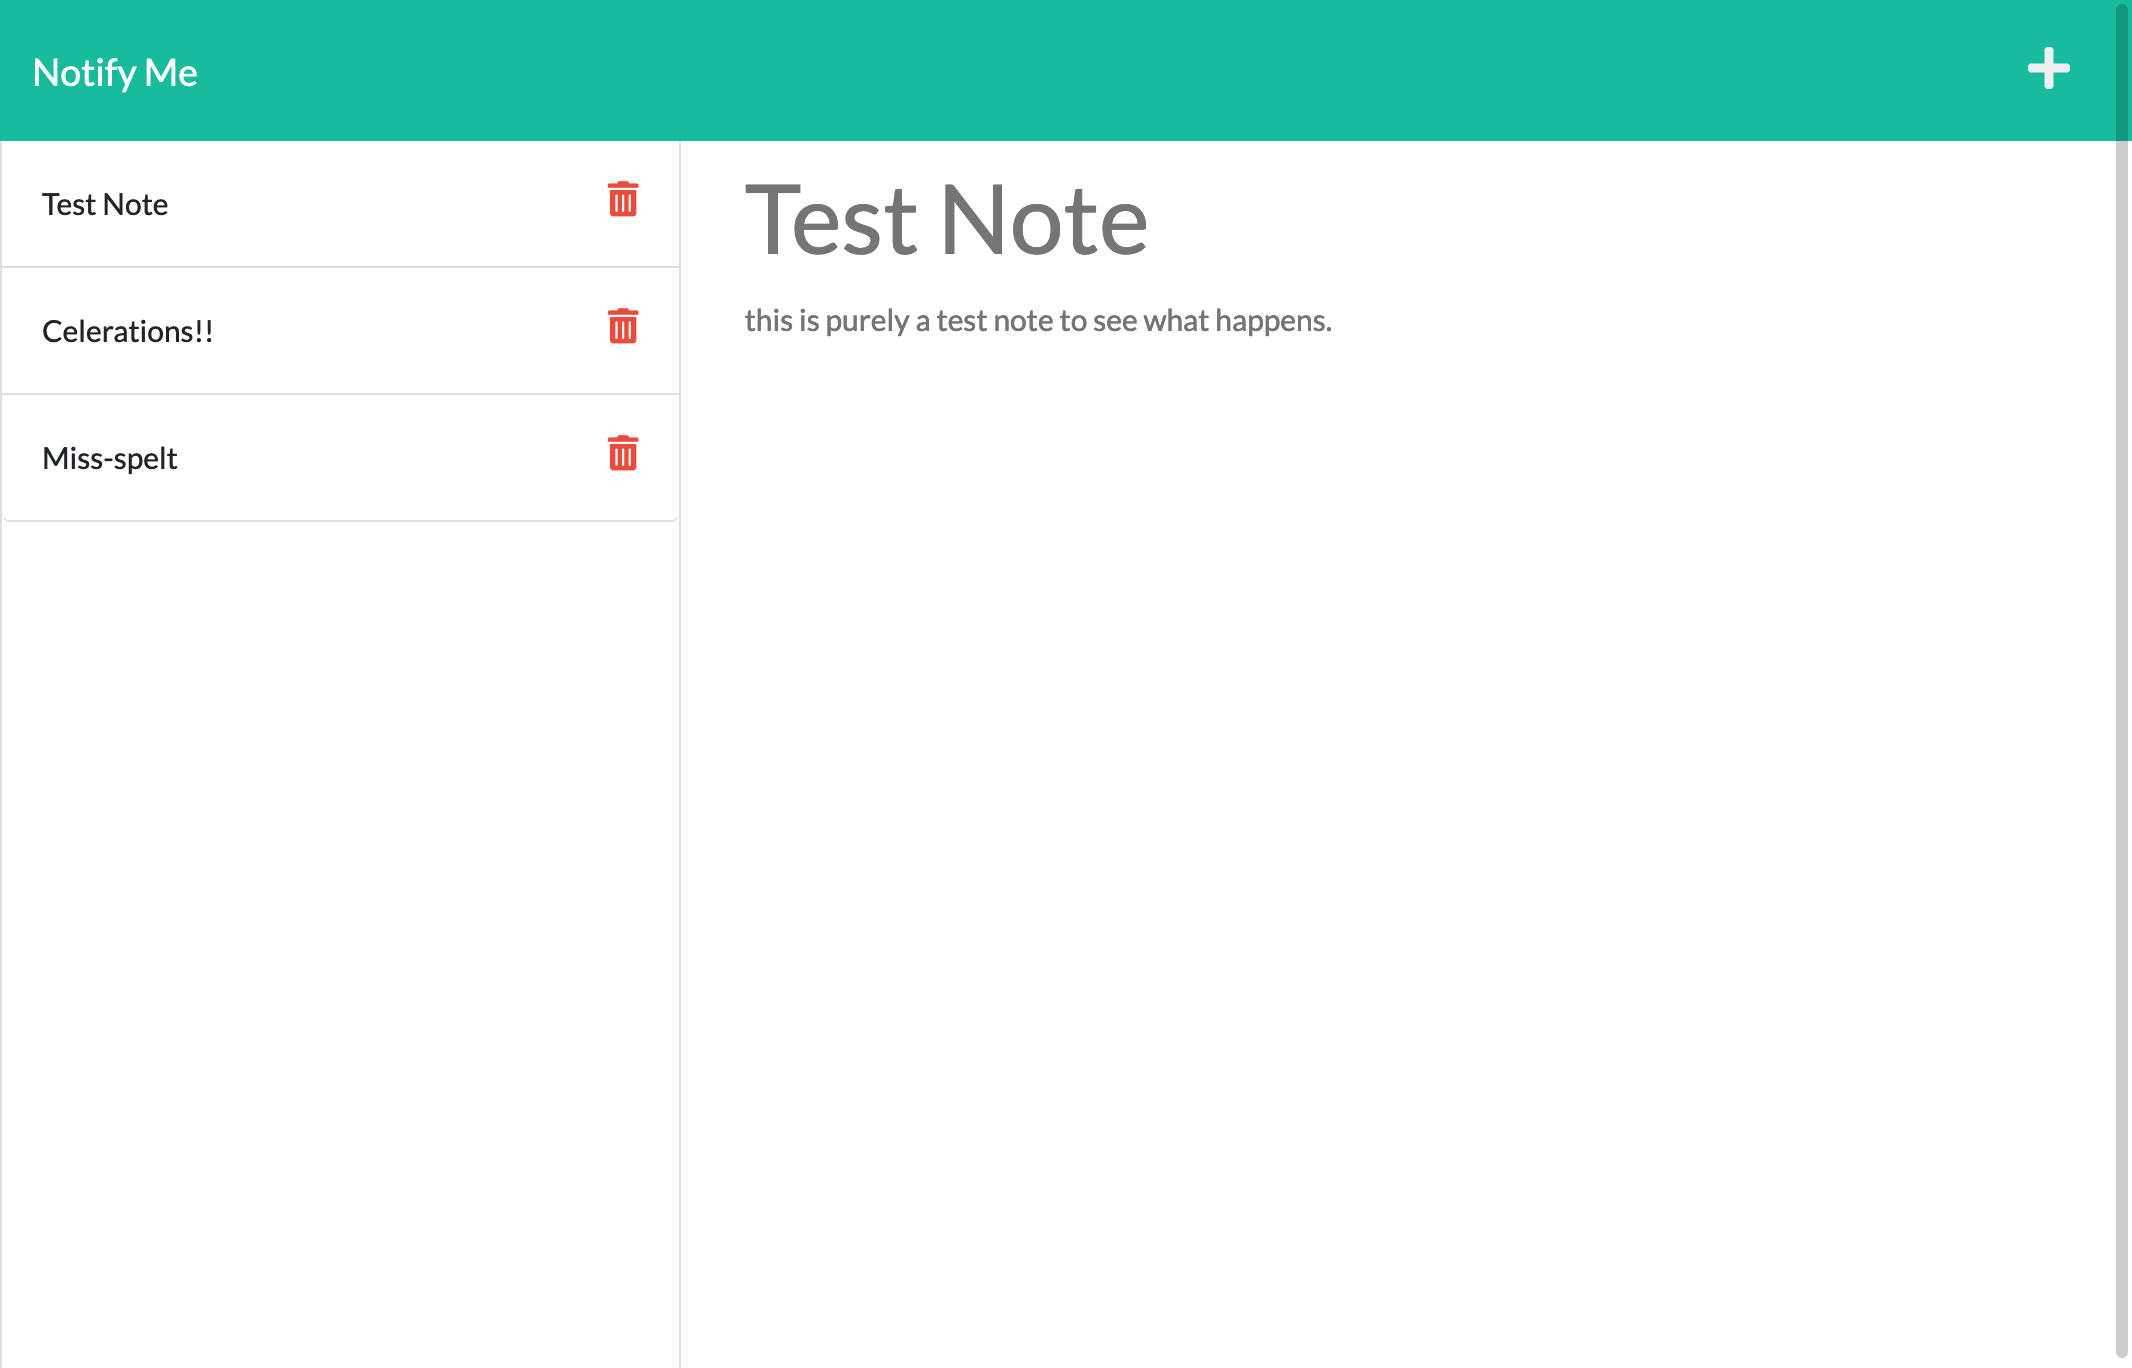 Notify Me
Test Note
Celerations!!
Miss-spelt
Test Note
this is purely a test note to see what happens.